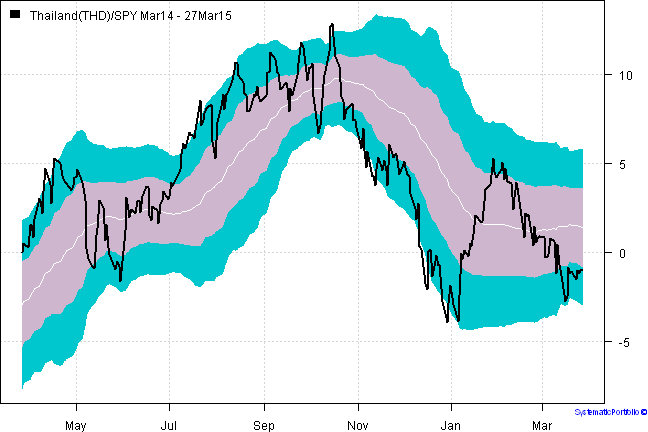 Thailand(THD)/SPY Mar14 - 27Mar15
10
5
0
-5
May Jul Sep Nov Jan Mar
SystematicPortfolio ©